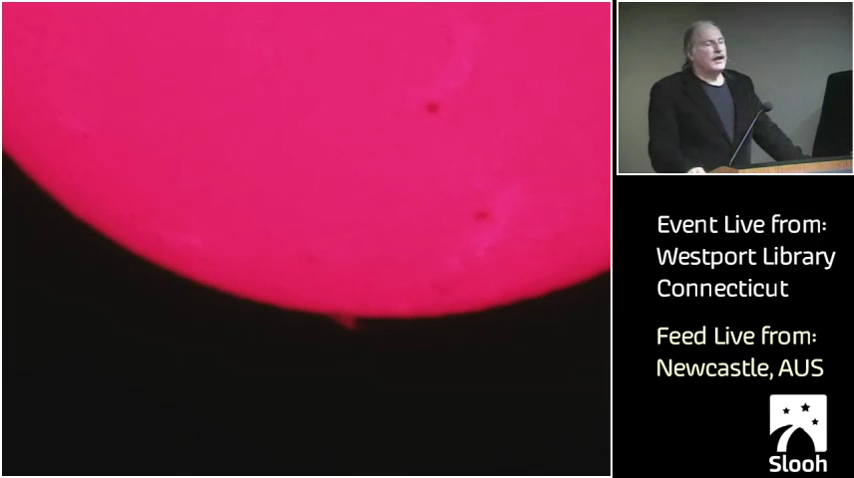 Event Live from:
Westport Library
Connecticut
Feed Live from:
Newcastle, AUS
Slooh